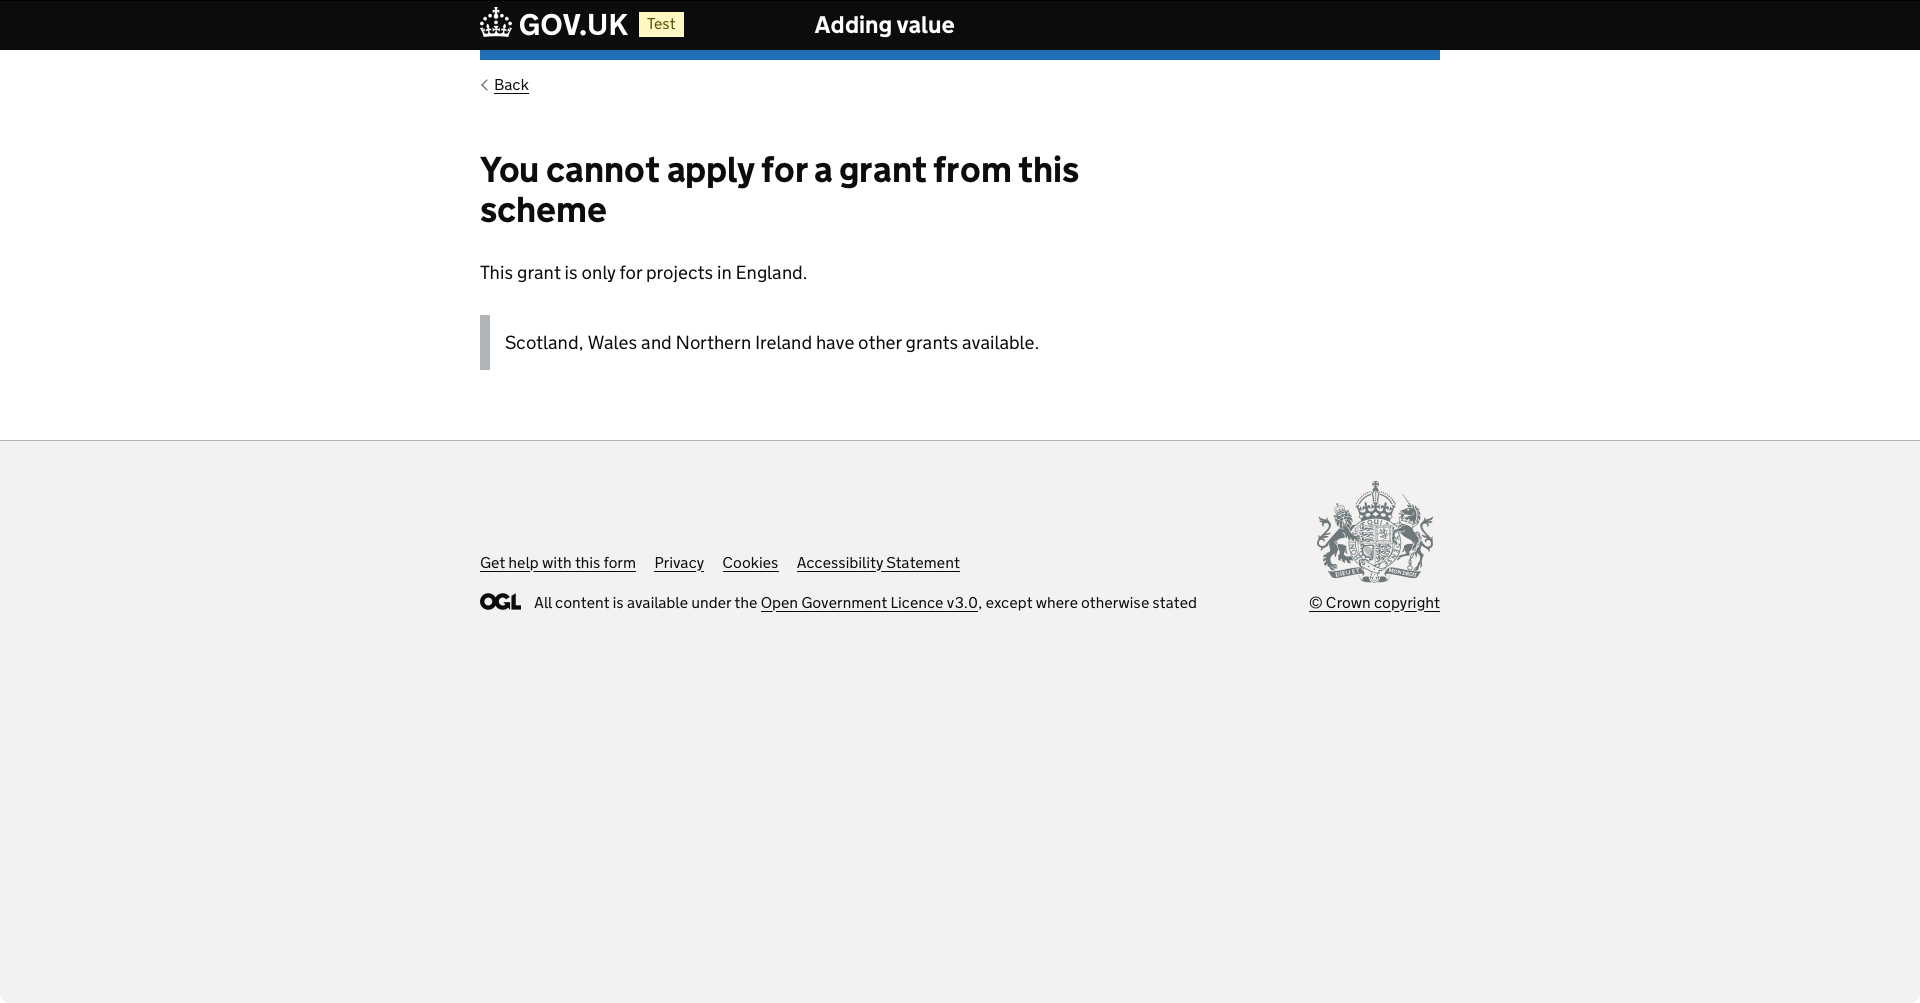 GOV.UK Test Adding value
Back
You cannot apply for a grant from this
scheme
This grant is only for projects in England.
Scotland, Wales and Northern Ireland have other grants available.
Get help with this form Privacy Cookies Accessibility Statement
OGL All content is available under the Open Government Licence v3.0, except where otherwise stated
© Crown copyright